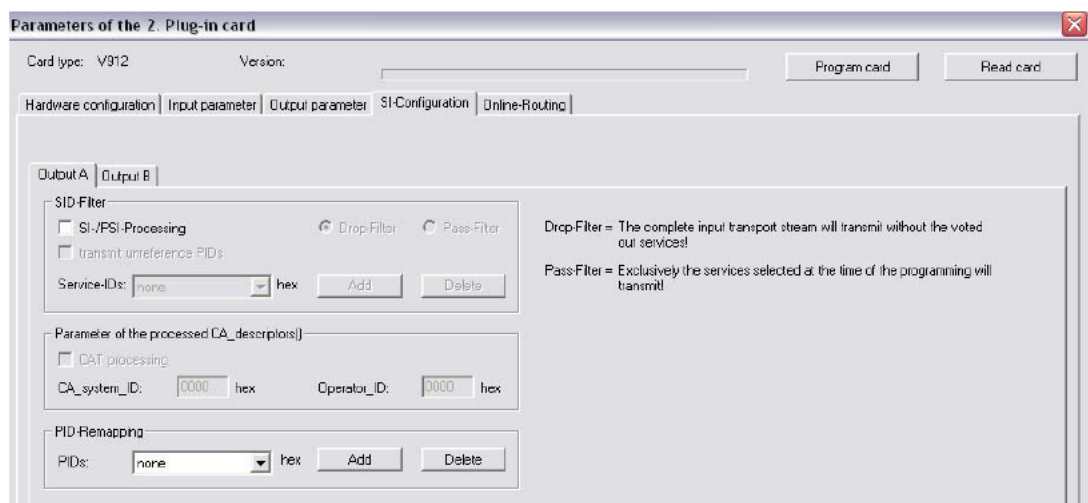 Parameters of the 2. Plug-in card
Card type: V912 Version: Program card Read card
Hardware configuration Input parameter Output parameter SI-Configuration Online-Routing
Output A Output B
SID-Filter
SI-/PSI-Processing Drop-Filter Pass-Filter
transmit unreference PIDs
Service-IDs: none hex Add Delete
Drop-Filter = The complete input transport stream will transmit without the voted
out services!
Pass-Filter = Exclusively the services selected at the time of the programming will
transmit!
Parameter of the processed CA_descriptors()
CAT processing
CA_system_ID: 0000 hex Operator_ID: 0000 hex
PID-Remapping
PIDs: none hex Add Delete